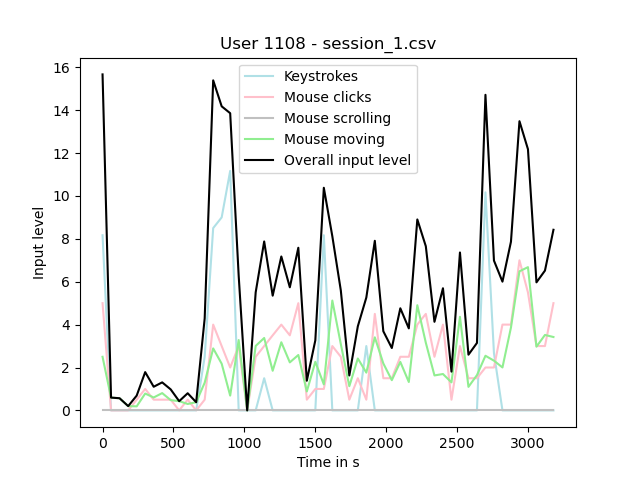 User 1108 - session_1.csv
16
14
12
10
8
6
4
2
0
Input level
Keystrokes
Mouse clicks
Mouse scrolling
Mouse moving
Overall input level
0 500 1000 1500 2000 2500 3000
Time in s